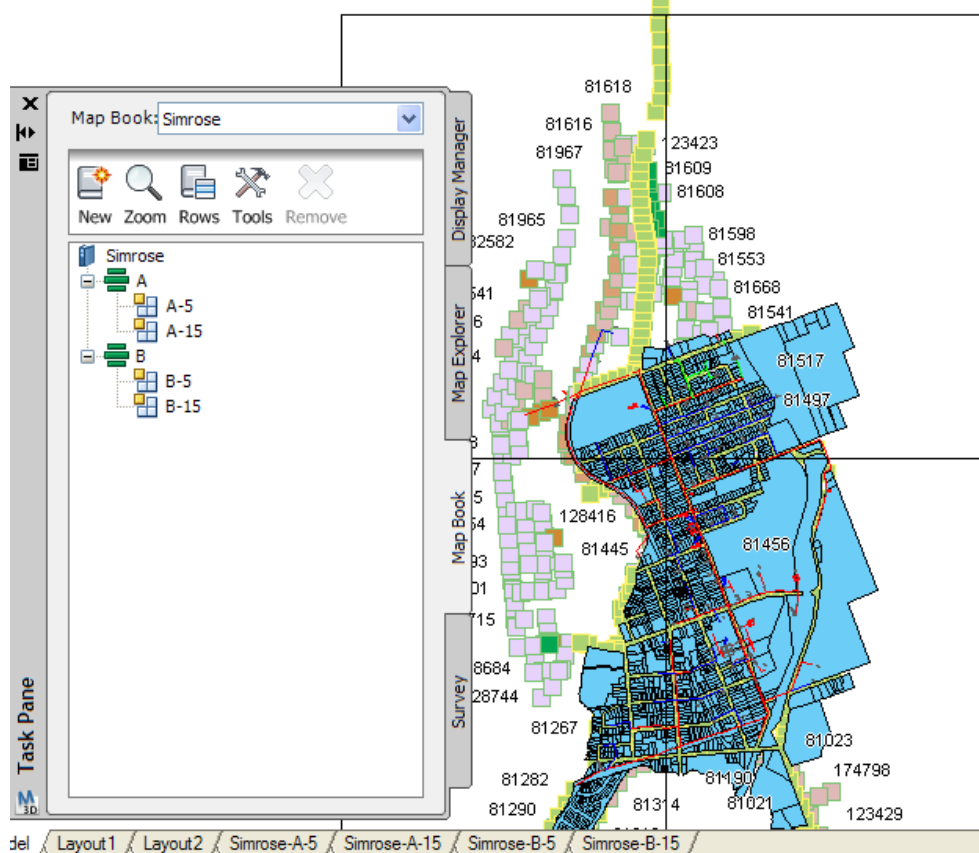 Map Book: Simrose
New Zoom Rows Tools Remove
Simrose
A
A-5
A-15
B
B-5
B-15
Display Manager
Map Explorer
Map Book
Survey
Task Pane
81618
81616
123423
81967
81609
81608
81965
81598
81553
81668
81541
81517
81497
128416
81445
81456
8684
28744
81267
81023
81282
81190
174798
81290
81314
81021
123429
del Layout1 Layout2 Simrose-A-5 Simrose-A-15 Simrose-B-5 Simrose-B-15